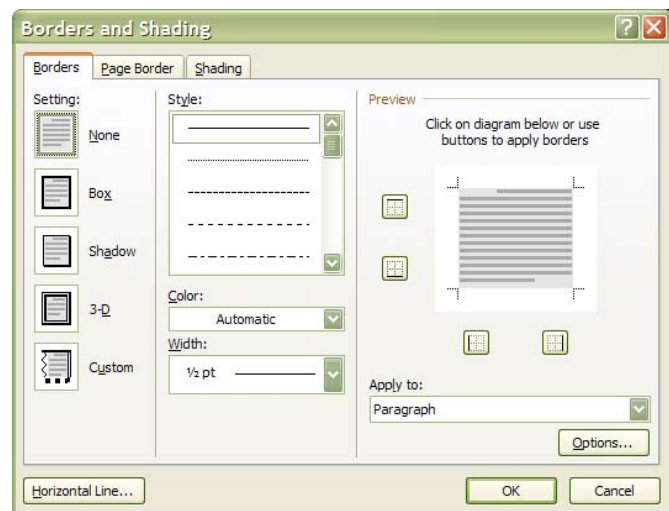 Borders and Shading
Borders Page Border Shading
Setting:
None
Box
Shadow
3-D
Custom
Style:
Color:
Automatic
Width:
½ pt
Preview
Click on diagram below or use
buttons to apply borders
Apply to:
Paragraph
Options...
Horizontal Line...
OK
Cancel